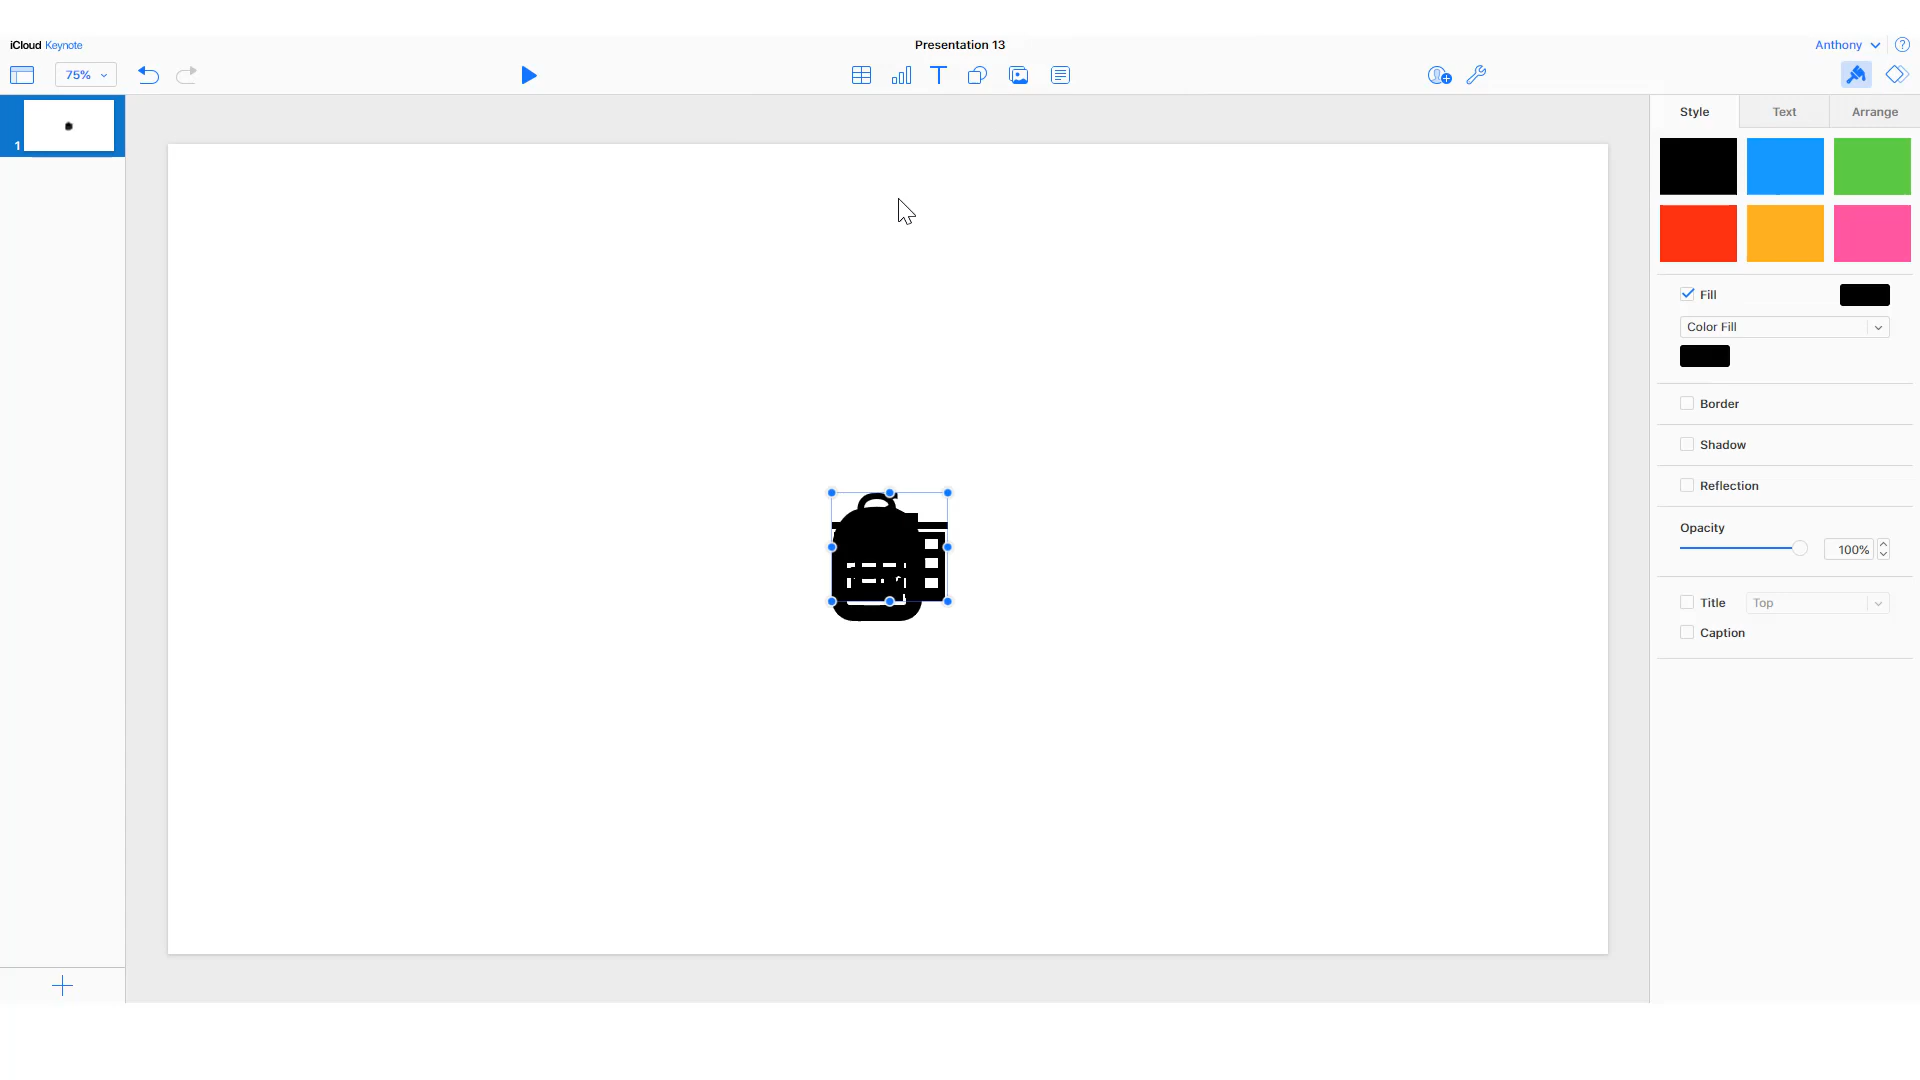 iCloud Keynote
Presentation 13
Anthony
75%
Style
Text
Arrange
1
Fill
Color Fill
Border
Shadow
Reflection
Opacity
100%
Title
Top
Caption